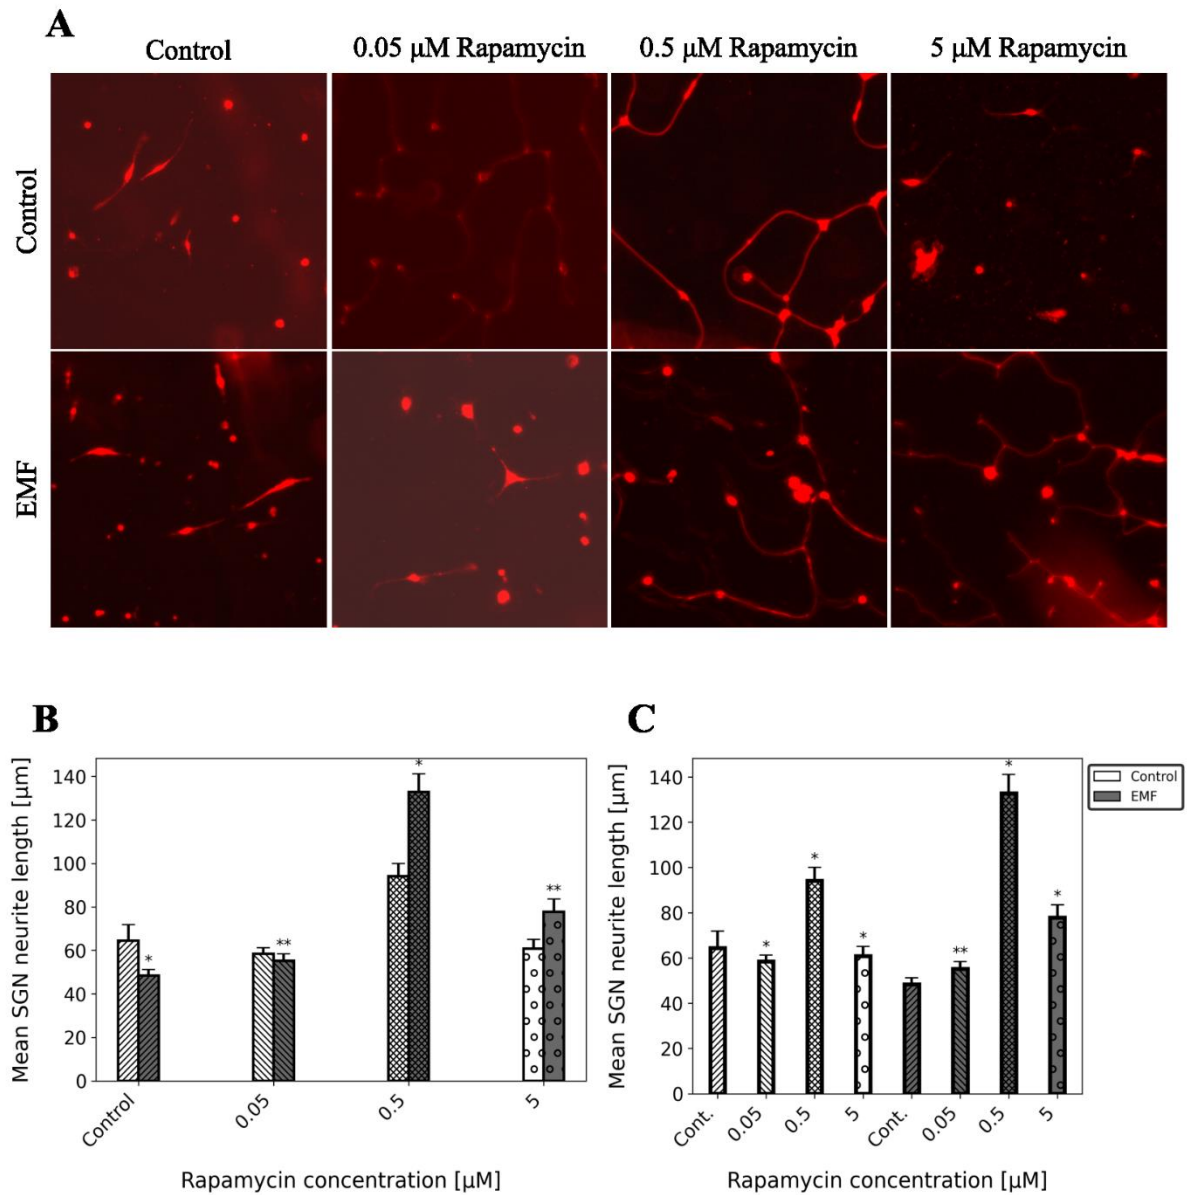 A
Control
0.05 μM Rapamycin
0.5 μM Rapamycin
5 μM Rapamycin
Control
EMF
B
Mean SGN neurite length [μm]
140
120
100
80
60
40
20
0
*
**
*
**
Control
0.05
0.5
5
Rapamycin concentration [μM]
C
Mean SGN neurite length [μm]
140
120
100
80
60
40
20
0
*
*
*
**
*
*
Cont.
0.05
0.5
5
Cont.
0.05
0.5
5
Rapamycin concentration [μM]
Control
EMF